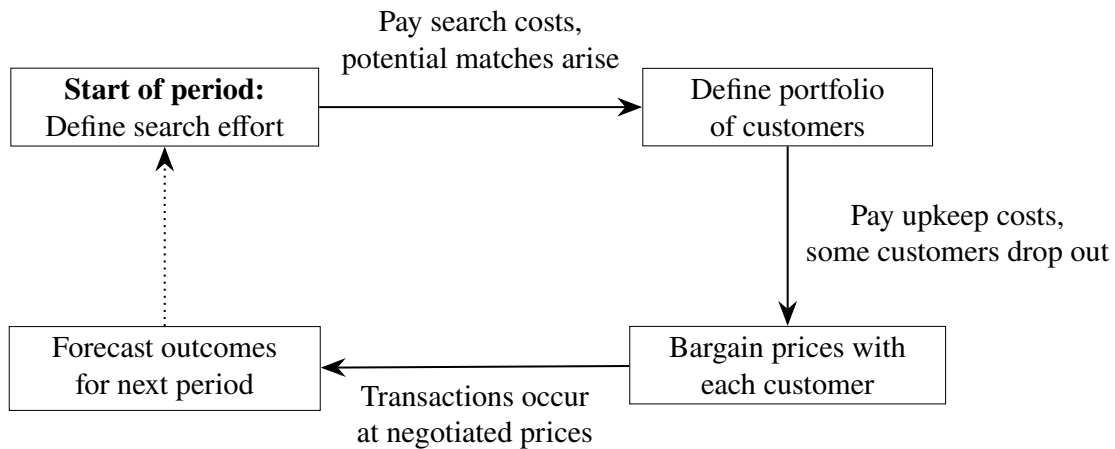 Pay search costs,
potential matches arise
Start of period:
Define search effort
Define portfolio
of customers
Pay upkeep costs,
some customers drop out
Bargain prices with
each customer
Transactions occur
at negotiated prices
Forecast outcomes
for next period